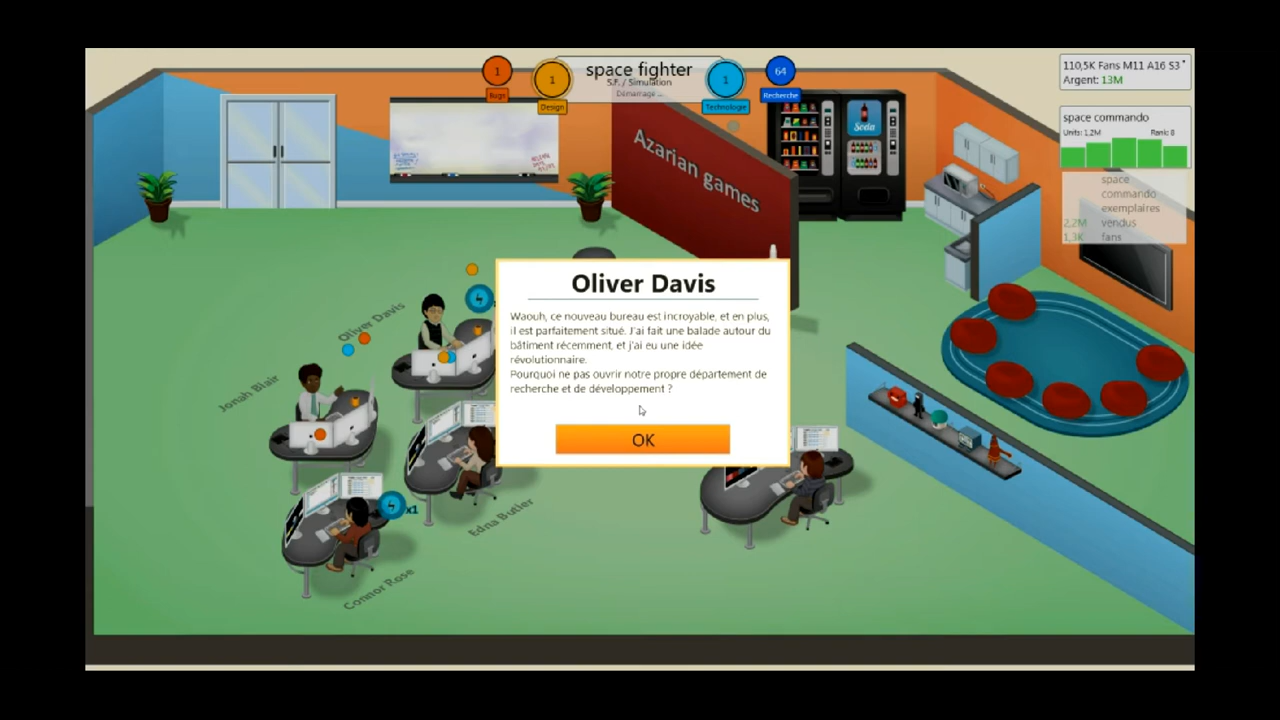 1
1
space fighter
1
64
S.F. / Simulation
Démarrage ...
Bugs
Design
Technologie
Recherche
110,5K Fans M11 A16 S3
Argent: 13M
space commando
Units: 1,2M
Rank: 8
space
commando
exemplaires
2,2M vendus
1,3K fans
Soda
Azarian games
Oliver Davis
Waouh, ce nouveau bureau est incroyable, et en plus,
il est parfaitement situé. J'ai fait une balade autour du
bâtiment récemment, et j'ai eu une idée
révolutionnaire.
Pourquoi ne pas ouvrir notre propre département de
recherche et de développement ?
OK
Oliver Davis
Jonah Blair
Edna Butler
x1
Connor Rose